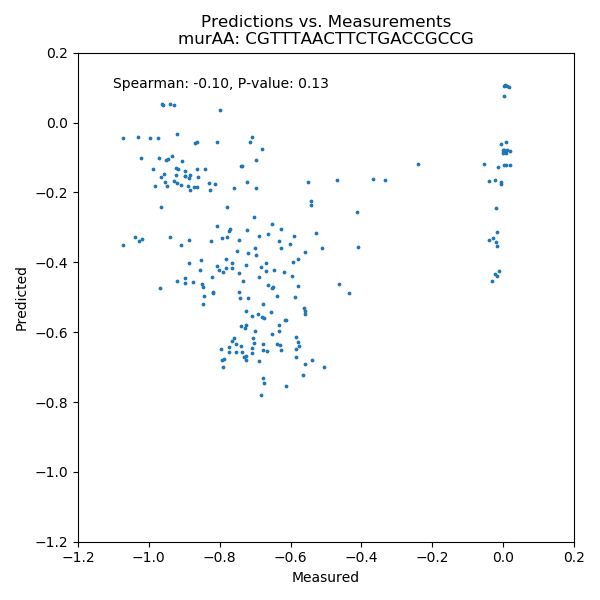 Predictions vs. Measurements
murAA: CGTTTAACTTCTGACCGCCG
Spearman: -0.10, P-value: 0.13
0.2
0.0
−0.2
−0.4
−0.6
−0.8
−1.0
−1.2
Predicted
−1.2 −1.0 −0.8 −0.6 −0.4 −0.2 0.0 0.2
Measured